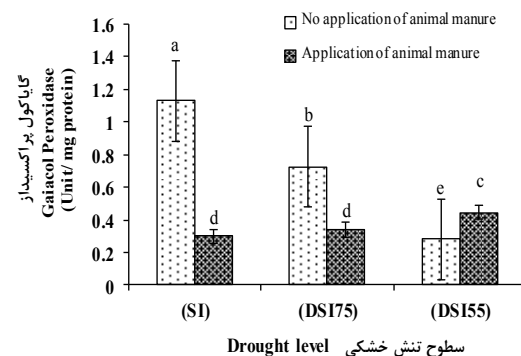 No application of animal manure
Application of animal manure
گایاکول پراکسیداز
Gaiacol Peroxidase
(Unit/ mg protein)
1.6
1.4
1.2
1
0.8
0.6
0.4
0.2
0
a
d
b
d
e
c
(SI)
(DSI75)
(DSI55)
Drought level سطوح تنش خشکی